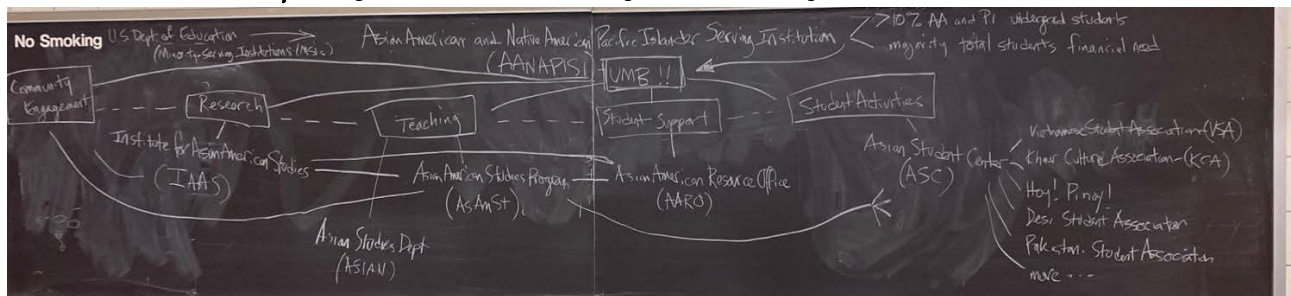 No Smoking
U.S. Dept of Education
(Minority-Serving Institutions (MSIs))
Asian American and Native American Pacific Islander Serving Institution
(AANAPISI)
>10% AA and PI undergrad students
majority total students financial need
UMB!!
Community
Engagement
Research
Teaching
Student Support
Student Activities
Institute for Asian American Studies
(IAAS)
Asian American Studies Program
(AsAmSt)
Asian American Resource Office
(AARO)
Asian Student Center
(ASC)
Asian Studies Dept
(ASIAN)
Vietnamese Student Association-(VSA)
Khmer Culture Association-(KCA)
Hoy! Pinoy!
Desi Student Association
Pakistan. Student Association
more ....